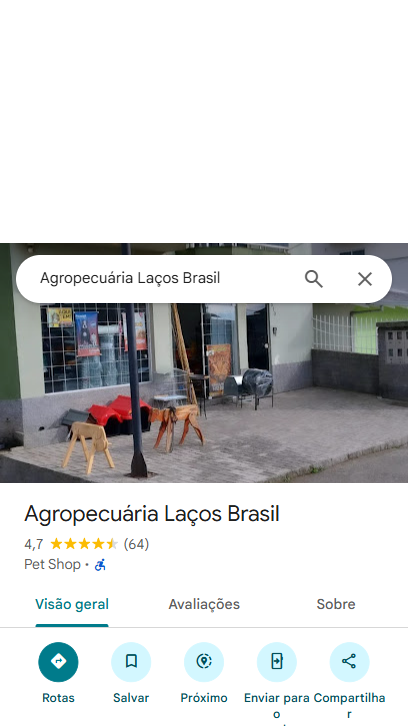 Agropecuária Laços Brasil
Agropecuária Laços Brasil
4,7 (64)
Pet Shop ·
Visão geral Avaliações Sobre
Rotas Salvar Próximo Enviar para o Compartilhar